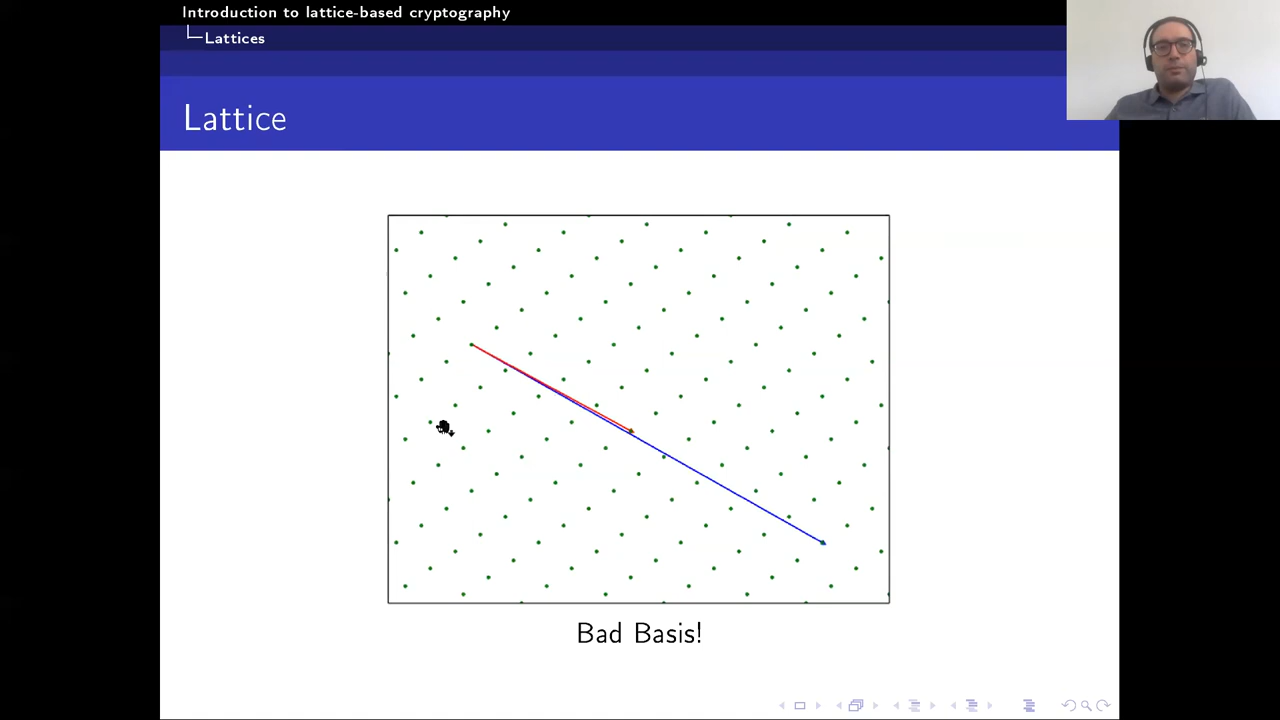 Introduction to lattice-based cryptography
Lattices
Lattice
Bad Basis!